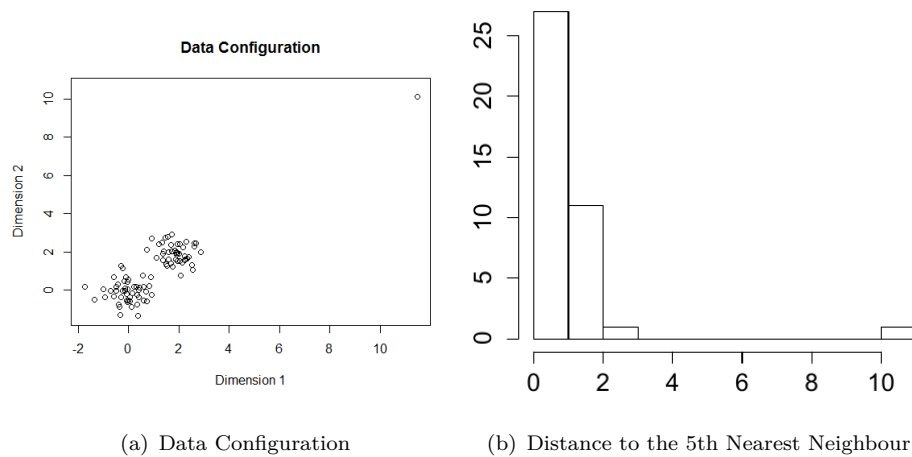 Data Configuration
Dimension 2
10
8
6
4
2
0
-2 0 2 4 6 8 10
Dimension 1
(a) Data Configuration
25
20
15
10
5
0
0 2 4 6 8 10
(b) Distance to the 5th Nearest Neighbour